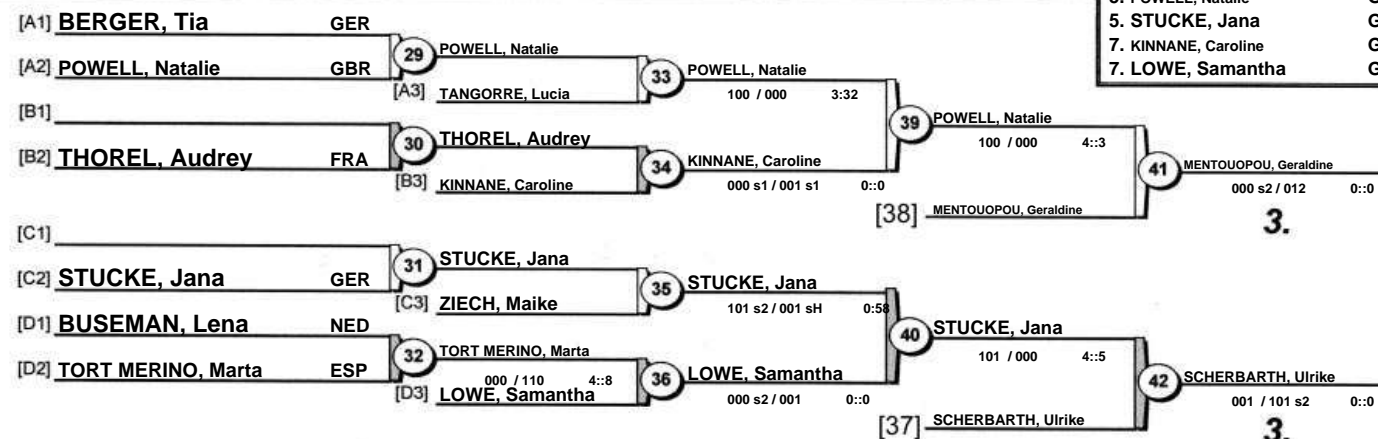 5. POWELL, Natalie G
5. STUCKE, Jana G
7. KINNANE, Caroline G
7. LOWE, Samantha G
[A1] BERGER, Tia GER
[A2] POWELL, Natalie GBR
29 POWELL, Natalie
[A3] TANGORRE, Lucia
33 POWELL, Natalie
100 / 000 3:32
[B1]
[B2] THOREL, Audrey FRA
30 THOREL, Audrey
[B3] KINNANE, Caroline
34 KINNANE, Caroline
000 s1 / 001 s1 0::0
39 POWELL, Natalie
100 / 000 4::3
[38] MENTOUOPOU, Geraldine
41 MENTOUOPOU, Geraldine
000 s2 / 012 0::0
3.
[C1]
[C2] STUCKE, Jana GER
31 STUCKE, Jana
[C3] ZIECH, Maike
35 STUCKE, Jana
101 s2 / 001 sH 0:58
[D1] BUSEMAN, Lena NED
[D2] TORT MERINO, Marta ESP
32 TORT MERINO, Marta
000 / 110 4::8
[D3] LOWE, Samantha
36 LOWE, Samantha
000 s2 / 001 0::0
40 STUCKE, Jana
101 / 000 4::5
[37] SCHERBARTH, Ulrike
42 SCHERBARTH, Ulrike
001 / 101 s2 0::0
3.